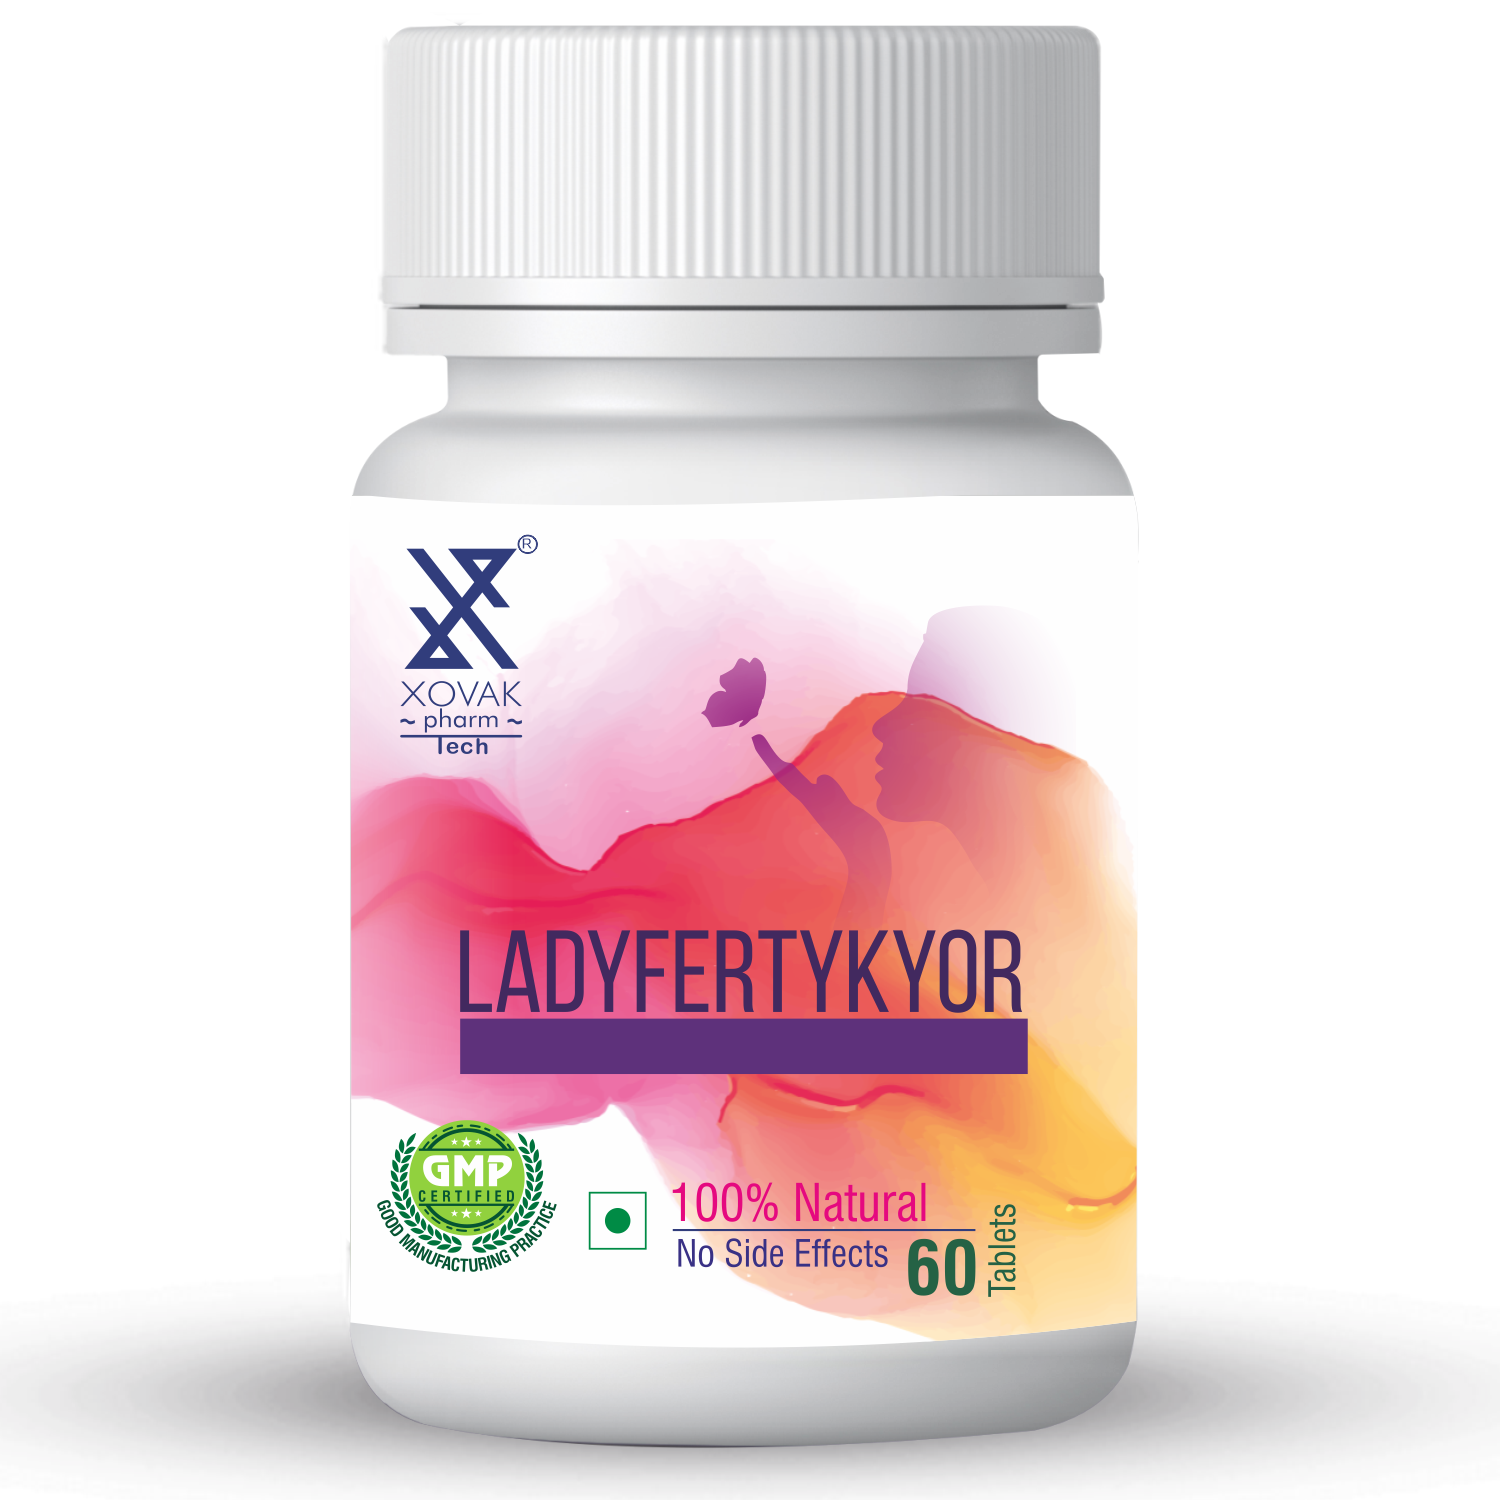 ®
XOVAK
~ pharm ~
Tech
LADYFERTYKYOR
GMP
CERTIFIED
GOOD MANUFACTURING PRACTICE
100% Natural
No Side Effects
60
Tablets